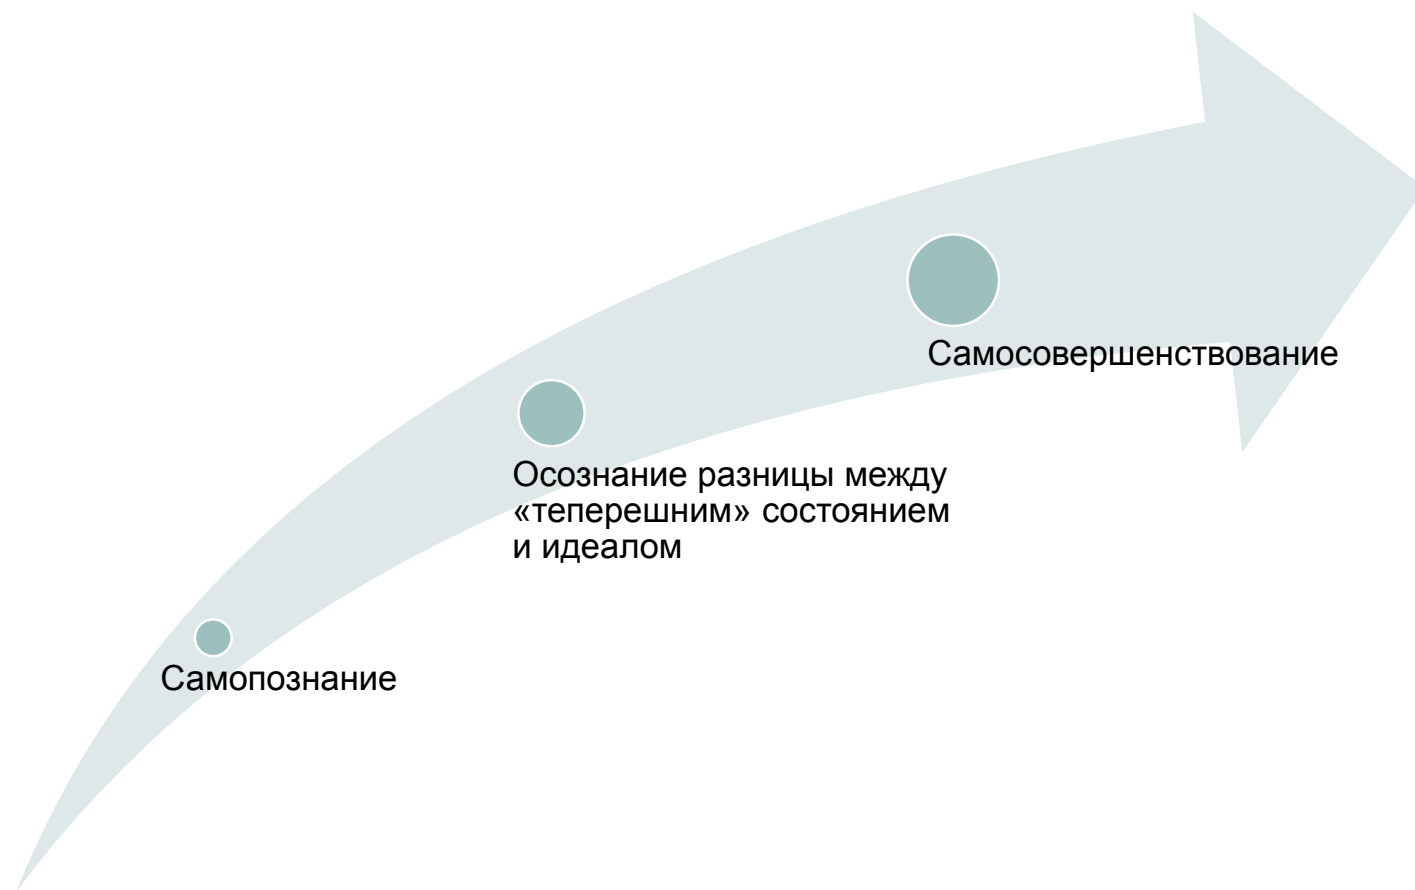 Самосовершенствование
Осознание разницы между
«теперешним» состоянием
и идеалом
Самопознание